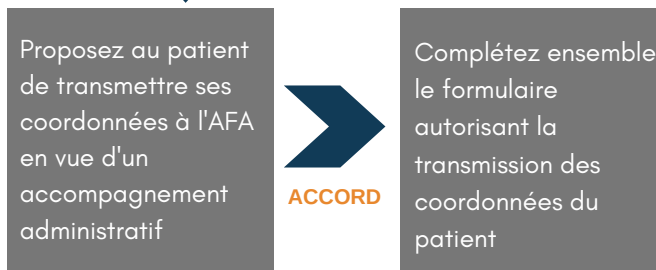 Proposez au patient
de transmettre ses
coordonnées à l'AFA
en vue d'un
accompagnement
administratif
ACCORD
Complétez ensemble
le formulaire
autorisant la
transmission des
coordonnées du
patient